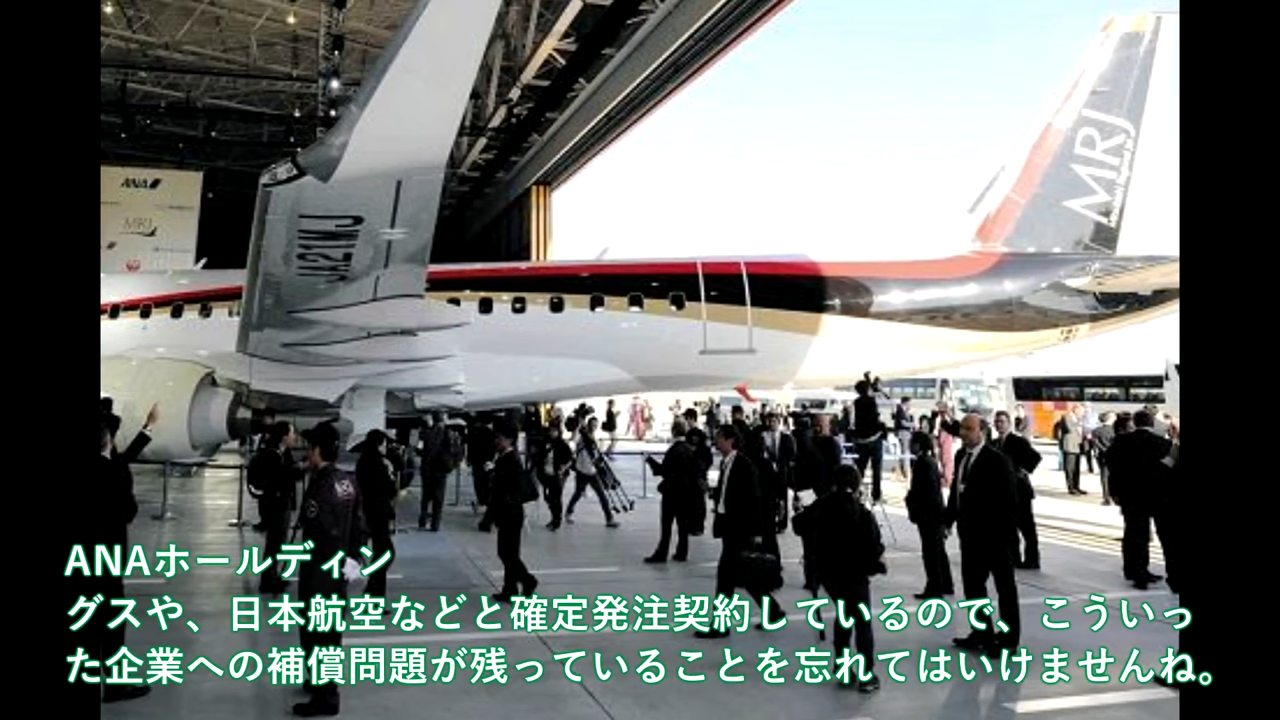 ANA
MRJ
JA21MJ
MRJ
ANAホールディン
グスや、日本航空などと確定発注契約しているので、こういっ
た企業への補償問題が残っていることを忘れてはいけませんね。